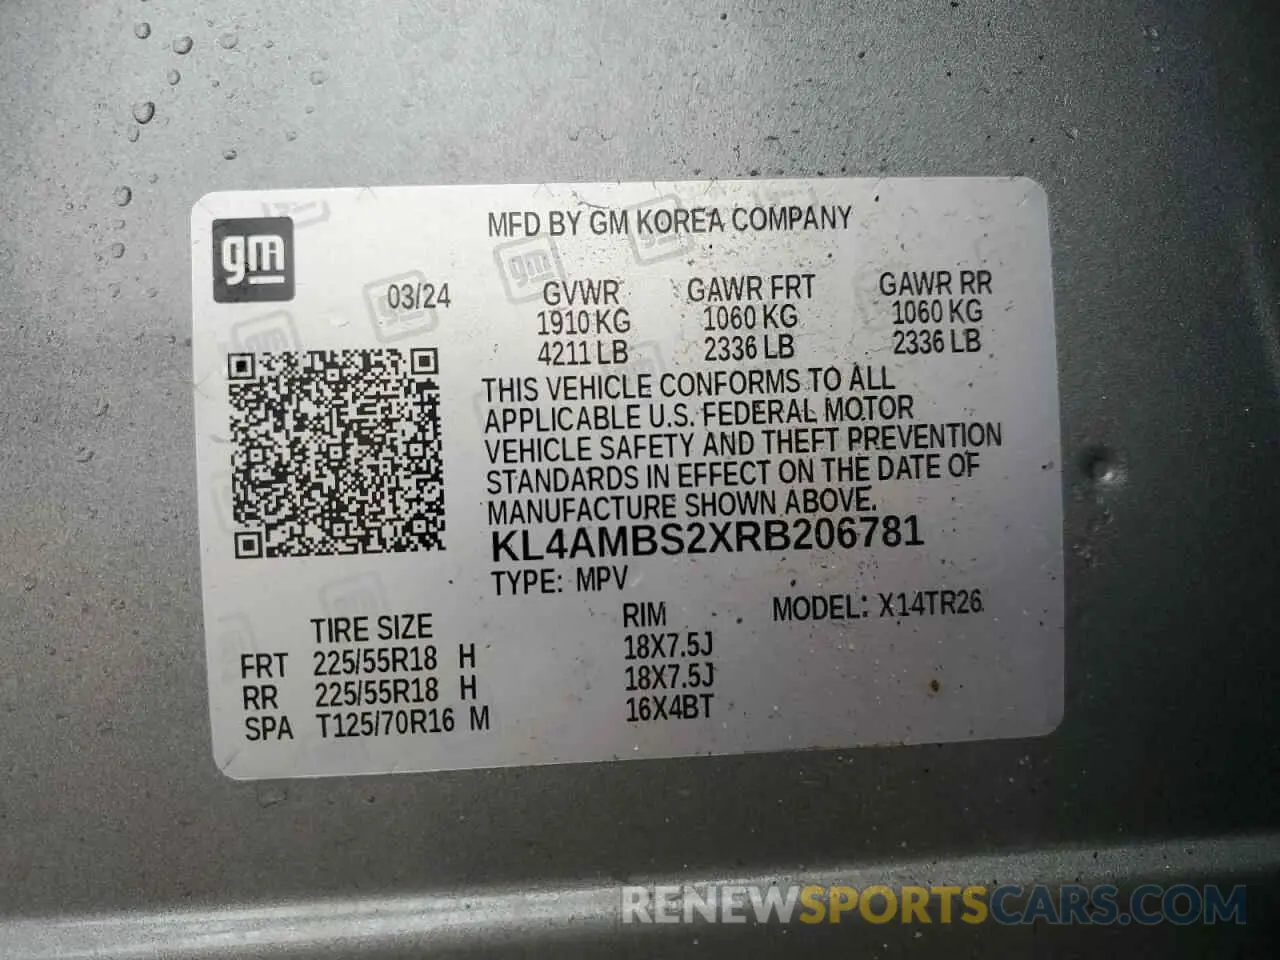 gm
MFD BY GM KOREA COMPANY
03/24
GVWR GAWR FRT GAWR RR
1910 KG 1060 KG 1060 KG
4211 LB 2336 LB 2336 LB
THIS VEHICLE CONFORMS TO ALL
APPLICABLE U.S. FEDERAL MOTOR
VEHICLE SAFETY AND THEFT PREVENTION
STANDARDS IN EFFECT ON THE DATE OF
MANUFACTURE SHOWN ABOVE.
KL4AMBS2XRB206781
TYPE: MPV
TIRE SIZE RIM MODEL: X14TR26
FRT 225/55R18 H 18X7.5J
RR 225/55R18 H 18X7.5J
SPA T125/70R16 M 16X4BT
RENEWSPORTSCARS.COM